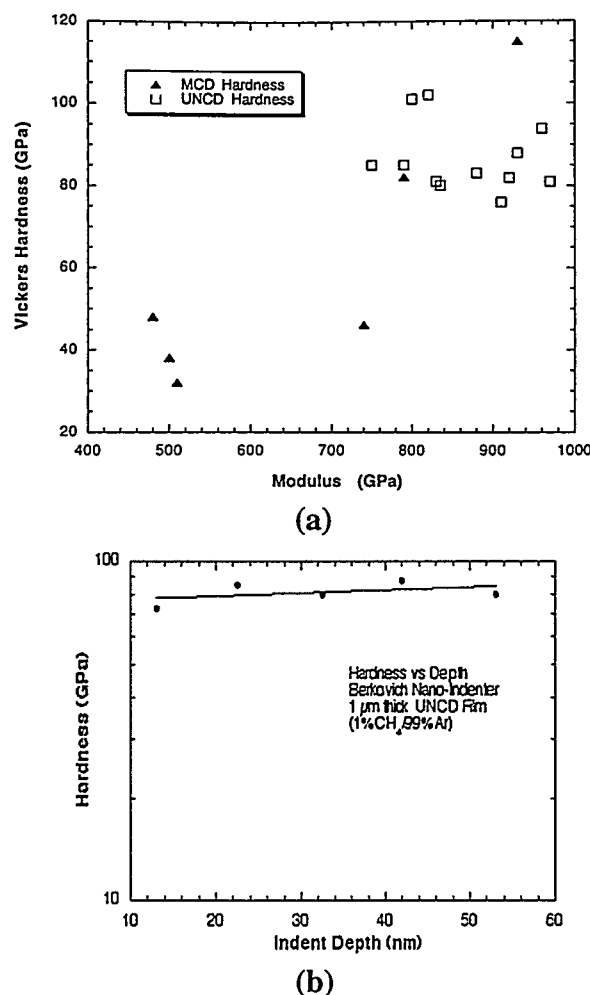 120
100
80
60
40
20
Vickers Hardness (GPa)
MCD Hardness
UNCD Hardness
400 500 600 700 800 900 1000
Modulus (GPa)
(a)
100
10
Hardness (GPa)
Hardness vs Depth
Berkovich Nano-Indenter
1 µm thick UNCD Film
(1%CH4/99%Ar)
10 20 30 40 50 60
Indent Depth (nm)
(b)